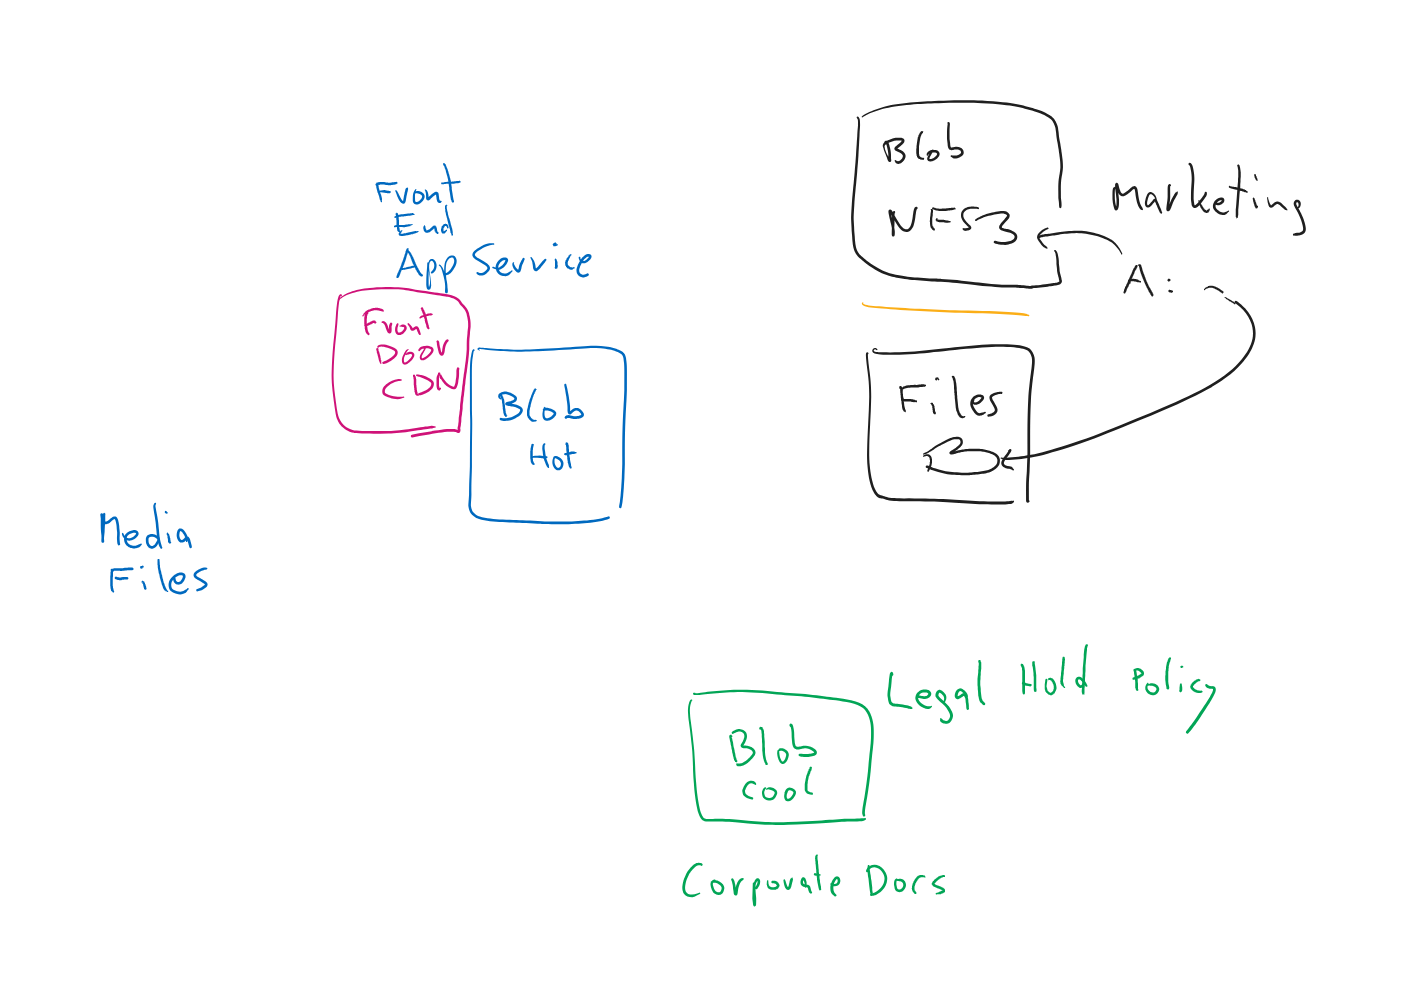 Front
End
App Service
Front
Door
CDN
Blob
Hot
Media
Files
Blob
NFS3
Marketing
A:
Files
Legal Hold Policy
Blob
cool
Corporate Docs